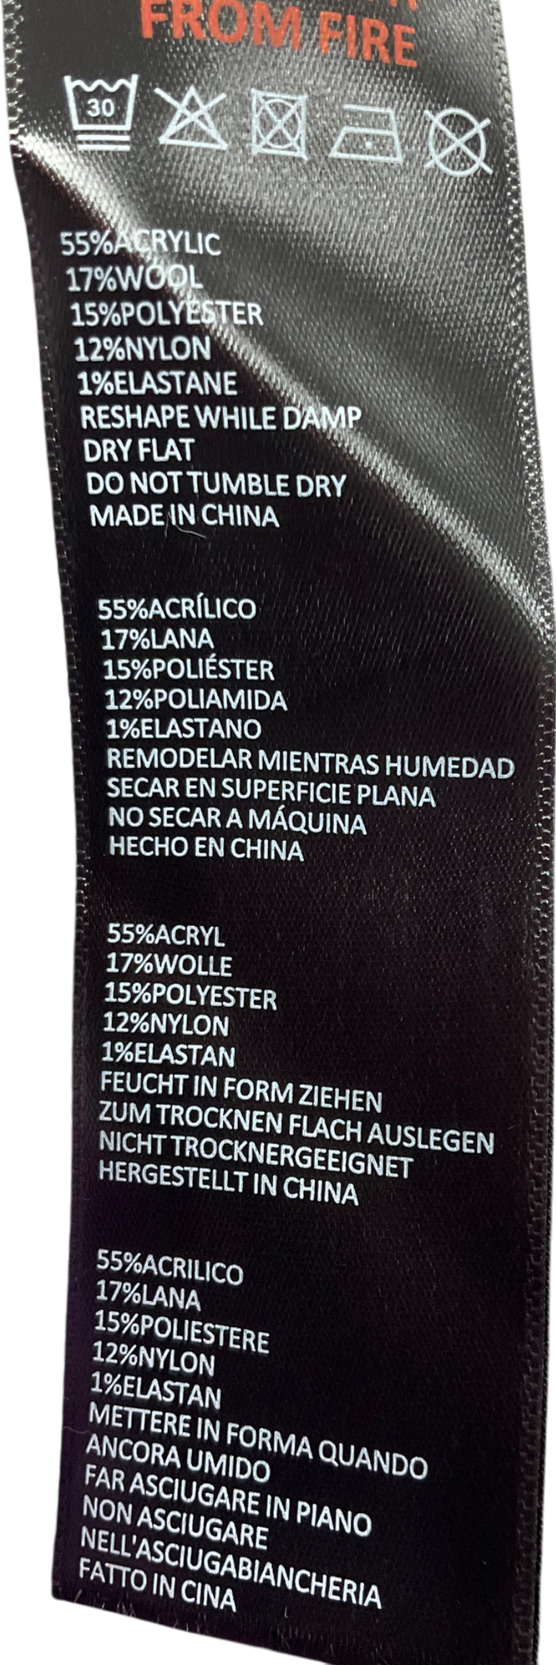 FROM FIRE
30
55%ACRYLIC
17%WOOL
15%POLYESTER
12%NYLON
1%ELASTANE
RESHAPE WHILE DAMP
DRY FLAT
DO NOT TUMBLE DRY
MADE IN CHINA
55%ACRÍLICO
17%LANA
15%POLIÉSTER
12%POLIAMIDA
1%ELASTANO
REMODELAR MIENTRAS HUMEDAD
SECAR EN SUPERFICIE PLANA
NO SECAR A MÁQUINA
HECHO EN CHINA
55%ACRYL
17%WOLLE
15%POLYESTER
12%NYLON
1%ELASTAN
FEUCHT IN FORM ZIEHEN
ZUM TROCKNEN FLACH AUSLEGEN
NICHT TROCKNERGEEIGNET
HERGESTELLT IN CHINA
55%ACRILICO
17%LANA
15%POLIESTERE
12%NYLON
1%ELASTAN
METTERE IN FORMA QUANDO
ANCORA UMIDO
FAR ASCIUGARE IN PIANO
NON ASCIUGARE
NELL'ASCIUGABIANCHERIA
FATTO IN CINA